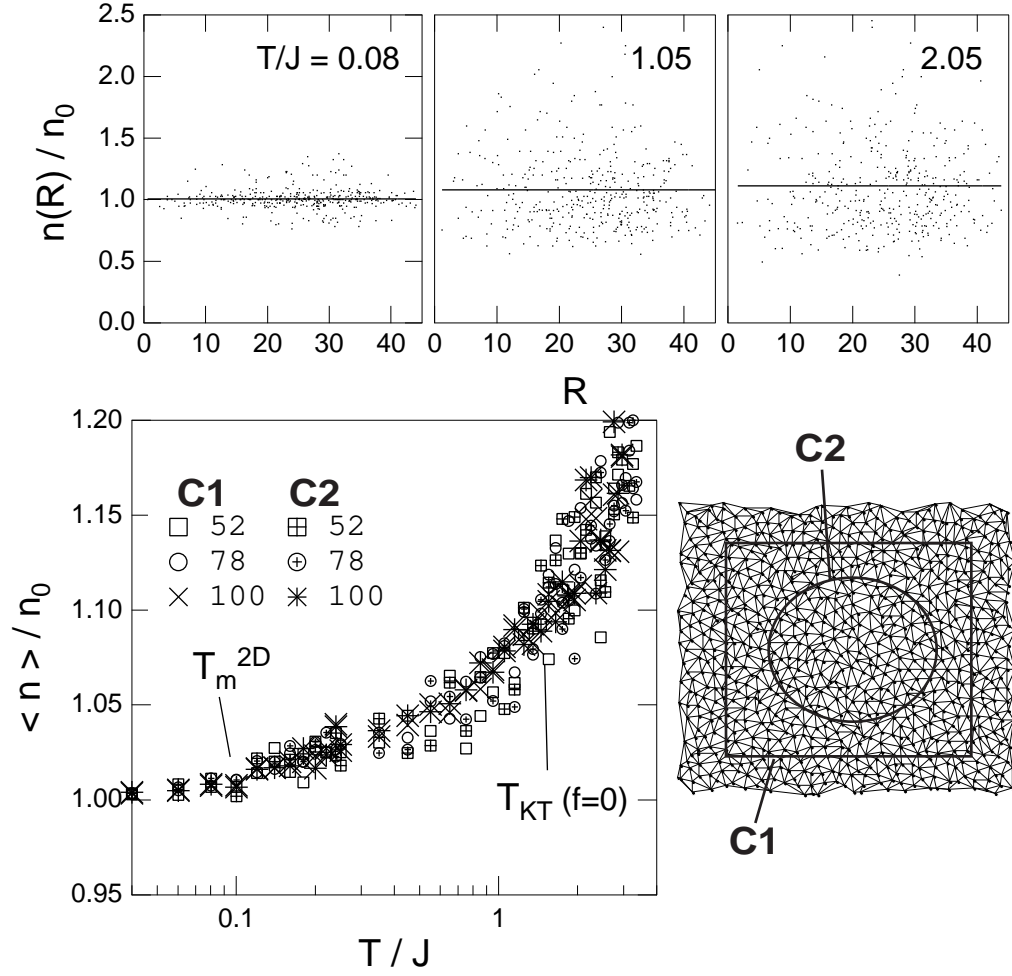 2.5
2.0
1.5
1.0
0.5
0.0
n(R) / n0
T/J = 0.08
1.05
2.05
0 10 20 30 40
0 10 20 30 40
0 10 20 30 40
R
1.20
1.15
1.10
1.05
1.00
0.95
< n > / n0
C1 C2
52 52
78 78
100 100
Tm2D
TKT (f=0)
0.1 1
T / J
C2
C1